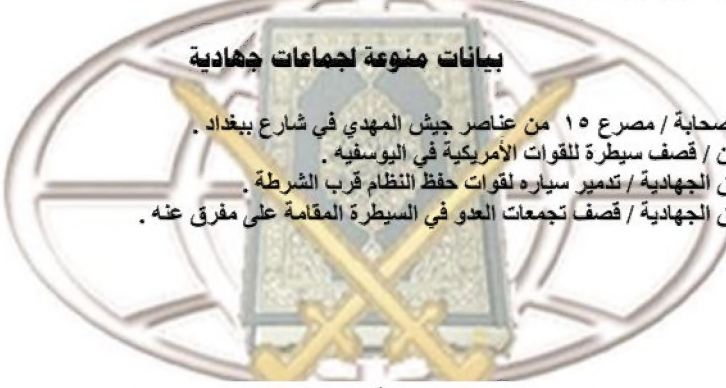 بيانات منوعة لجماعات جهادية
صحابة / مصرع ١٥ من عناصر جيش المهدي في شارع ببغداد .
ن / قصف سيطرة للقوات الأمريكية في اليوسفيه .
الجهادية / تدمير سياره لقوات حفظ النظام قرب الشرطة .
الجهادية / قصف تجمعات العدو في السيطرة المقامة على مفرق عنه .